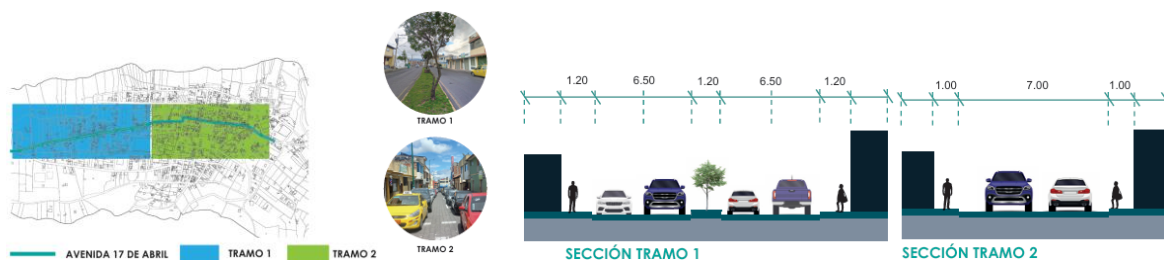 AVENIDA 17 DE ABRIL
TRAMO 1
TRAMO 2
TRAMO 1
TRAMO 2
1.20 6.50 1.20 6.50 1.20
SECCIÓN TRAMO 1
1.00 7.00 1.00
SECCIÓN TRAMO 2